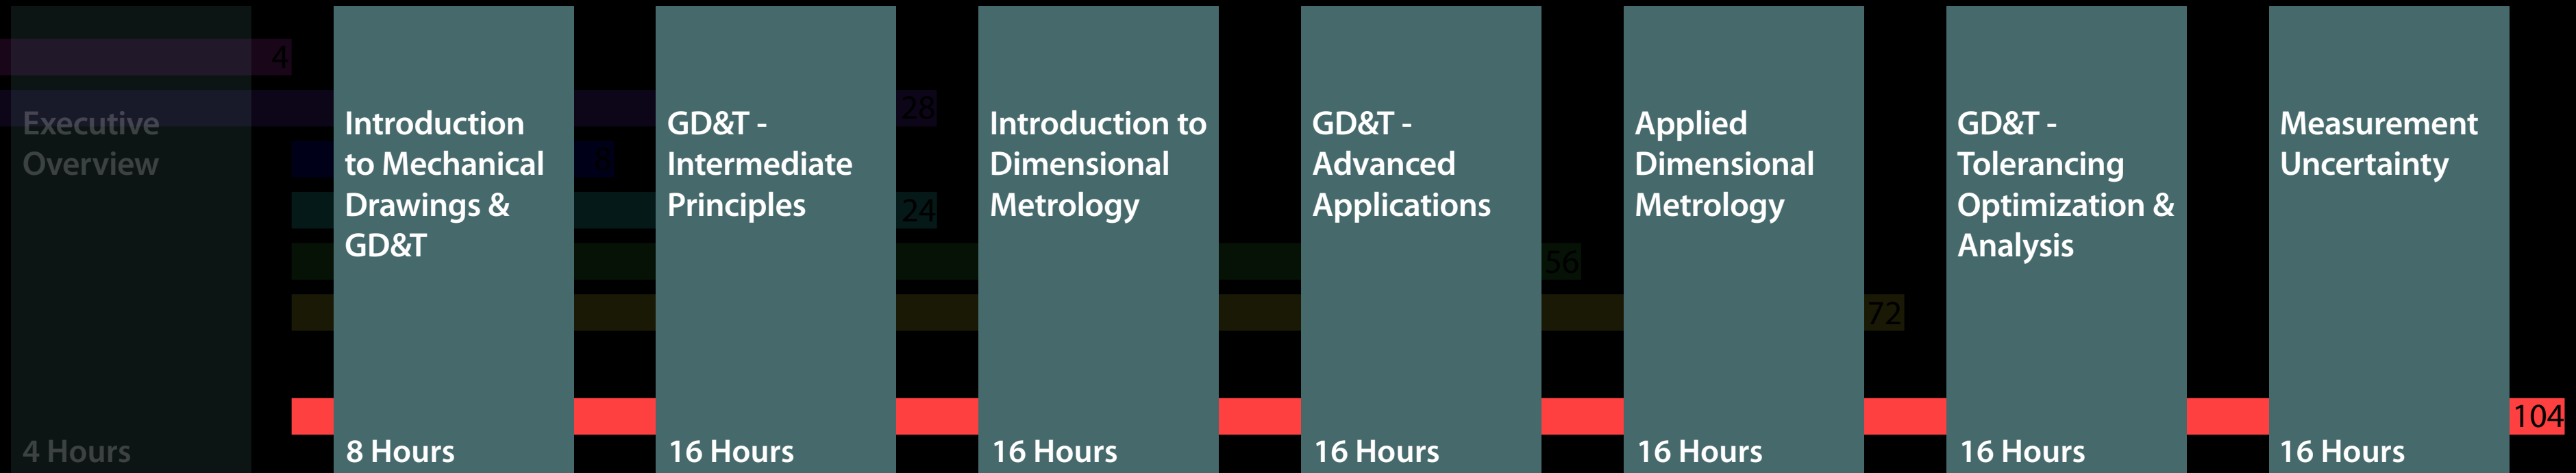 4
28
8
24
56
72
104
Executive
Overview
4 Hours
Introduction
to Mechanical
Drawings &
GD&T
8 Hours
GD&T -
Intermediate
Principles
16 Hours
Introduction to
Dimensional
Metrology
16 Hours
GD&T -
Advanced
Applications
16 Hours
Applied
Dimensional
Metrology
16 Hours
GD&T -
Tolerancing
Optimization &
Analysis
16 Hours
Measurement
Uncertainty
16 Hours